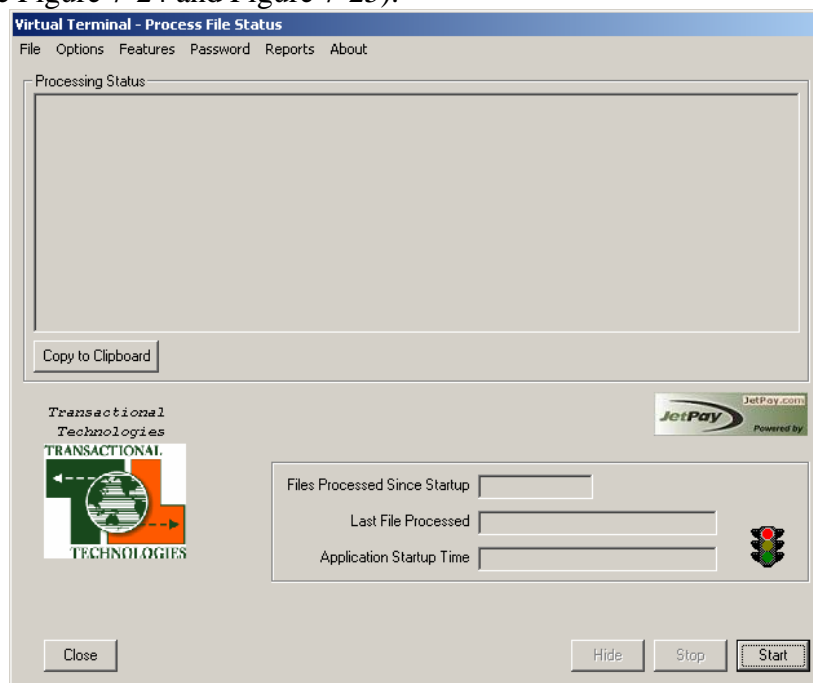 Figure 7-24 and Figure 7-25).
Virtual Terminal - Process File Status
File Options Features Password Reports About
Processing Status
Copy to Clipboard
Transactional
Technologies
TRANSACTIONAL
TECHNOLOGIES
JetPay.com
JetPay
Powered by
Files Processed Since Startup
Last File Processed
Application Startup Time
Close Hide Stop Start